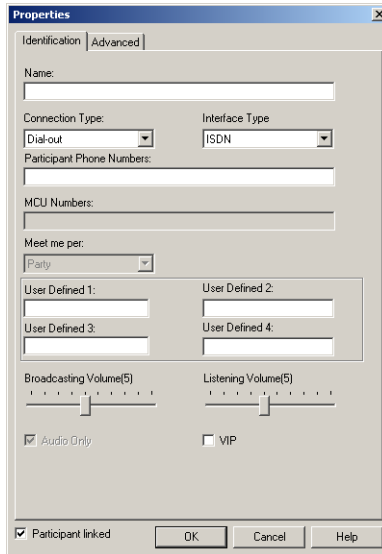 Properties
Identification Advanced
Name:
Connection Type: Interface Type
Dial-out ISDN
Participant Phone Numbers:
MCU Numbers:
Meet me per:
Party
User Defined 1: User Defined 2:
User Defined 3: User Defined 4:
Broadcasting Volume(5) Listening Volume(5)
Audio Only VIP
Participant linked OK Cancel Help